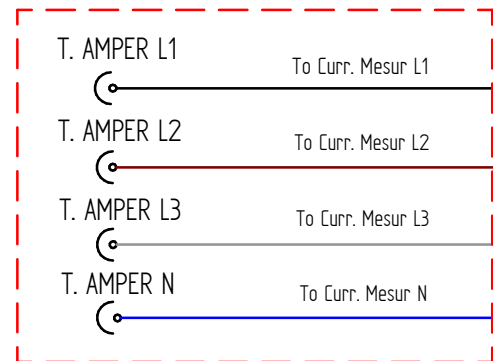 T. AMPER L1
To Curr. Mesur L1
T. AMPER L2
To Curr. Mesur L2
T. AMPER L3
To Curr. Mesur L3
T. AMPER N
To Curr. Mesur N